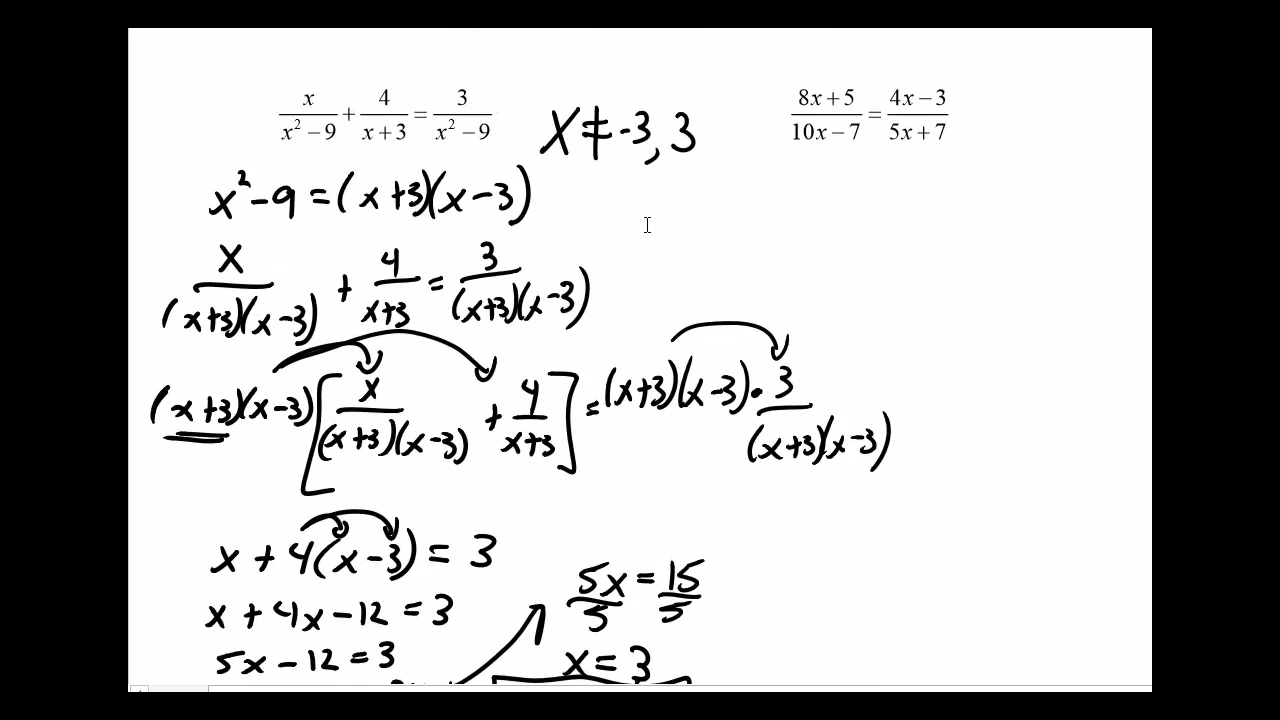 x/(x² − 9) + 4/(x + 3) = 3/(x² − 9)
X ≠ -3, 3
(8x + 5)/(10x − 7) = (4x − 3)/(5x + 7)
x² - 9 = (x + 3)(x - 3)
x/((x+3)(x-3)) + 4/(x+3) = 3/((x+3)(x-3))
(x+3)(x-3)[x/((x+3)(x-3)) + 4/(x+3)] = (x+3)(x-3) · 3/((x+3)(x-3))
x + 4(x - 3) = 3
x + 4x - 12 = 3
5x - 12 = 3
5x/5 = 15/5
x = 3